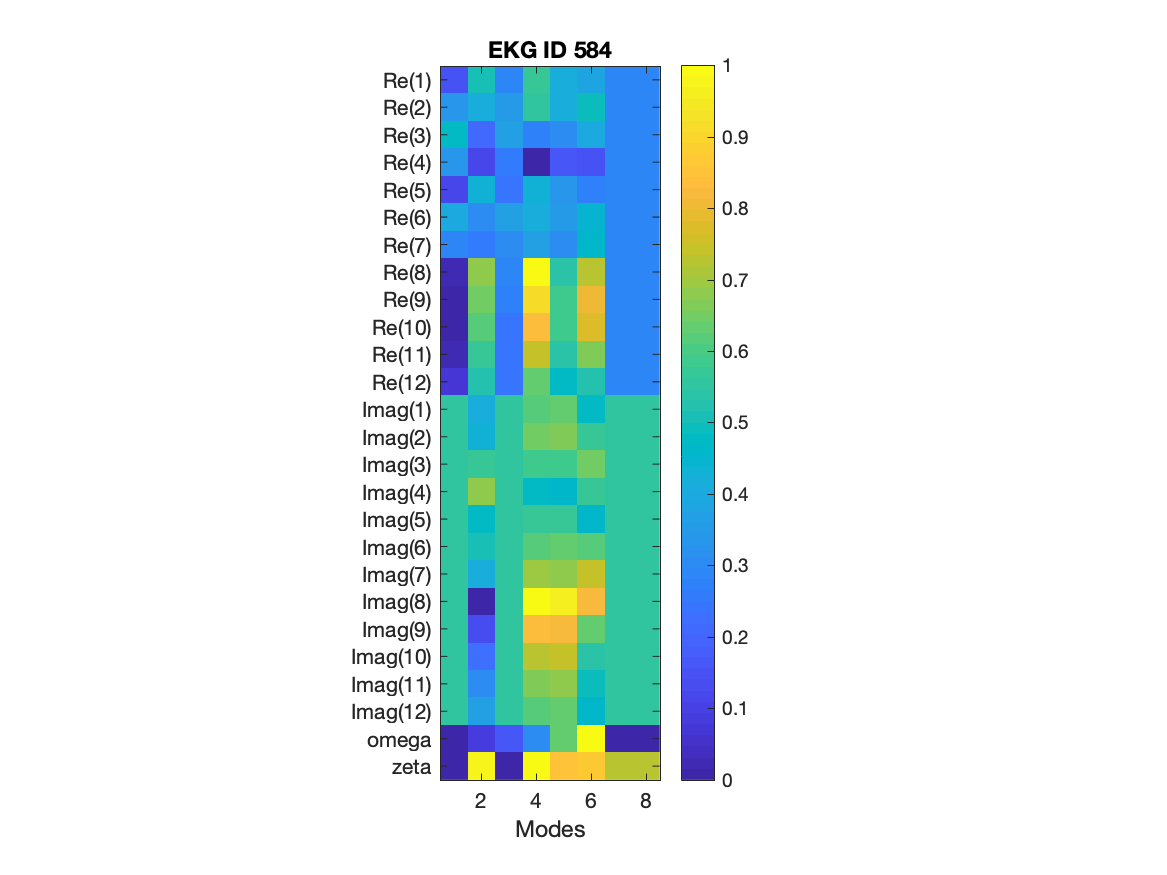 EKG ID 584
Re(1)
Re(2)
Re(3)
Re(4)
Re(5)
Re(6)
Re(7)
Re(8)
Re(9)
Re(10)
Re(11)
Re(12)
Imag(1)
Imag(2)
Imag(3)
Imag(4)
Imag(5)
Imag(6)
Imag(7)
Imag(8)
Imag(9)
Imag(10)
Imag(11)
Imag(12)
omega
zeta
2 4 6 8
Modes
1
0.9
0.8
0.7
0.6
0.5
0.4
0.3
0.2
0.1
0